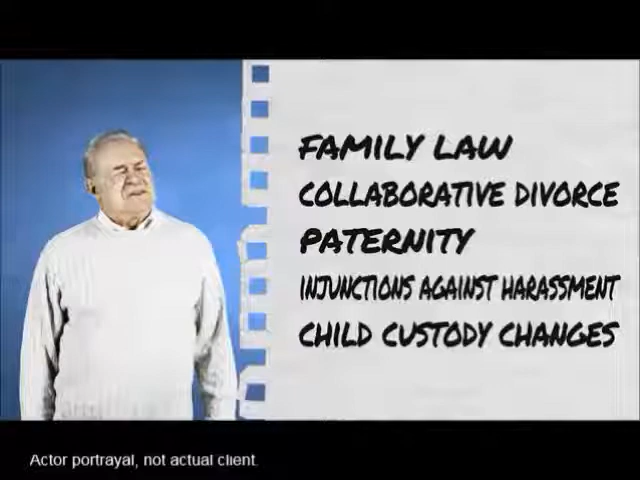 FAMILY LAW
COLLABORATIVE DIVORCE
PATERNITY
INJUNCTIONS AGAINST HARASSMENT
CHILD CUSTODY CHANGES
Actor portrayal, not actual client.